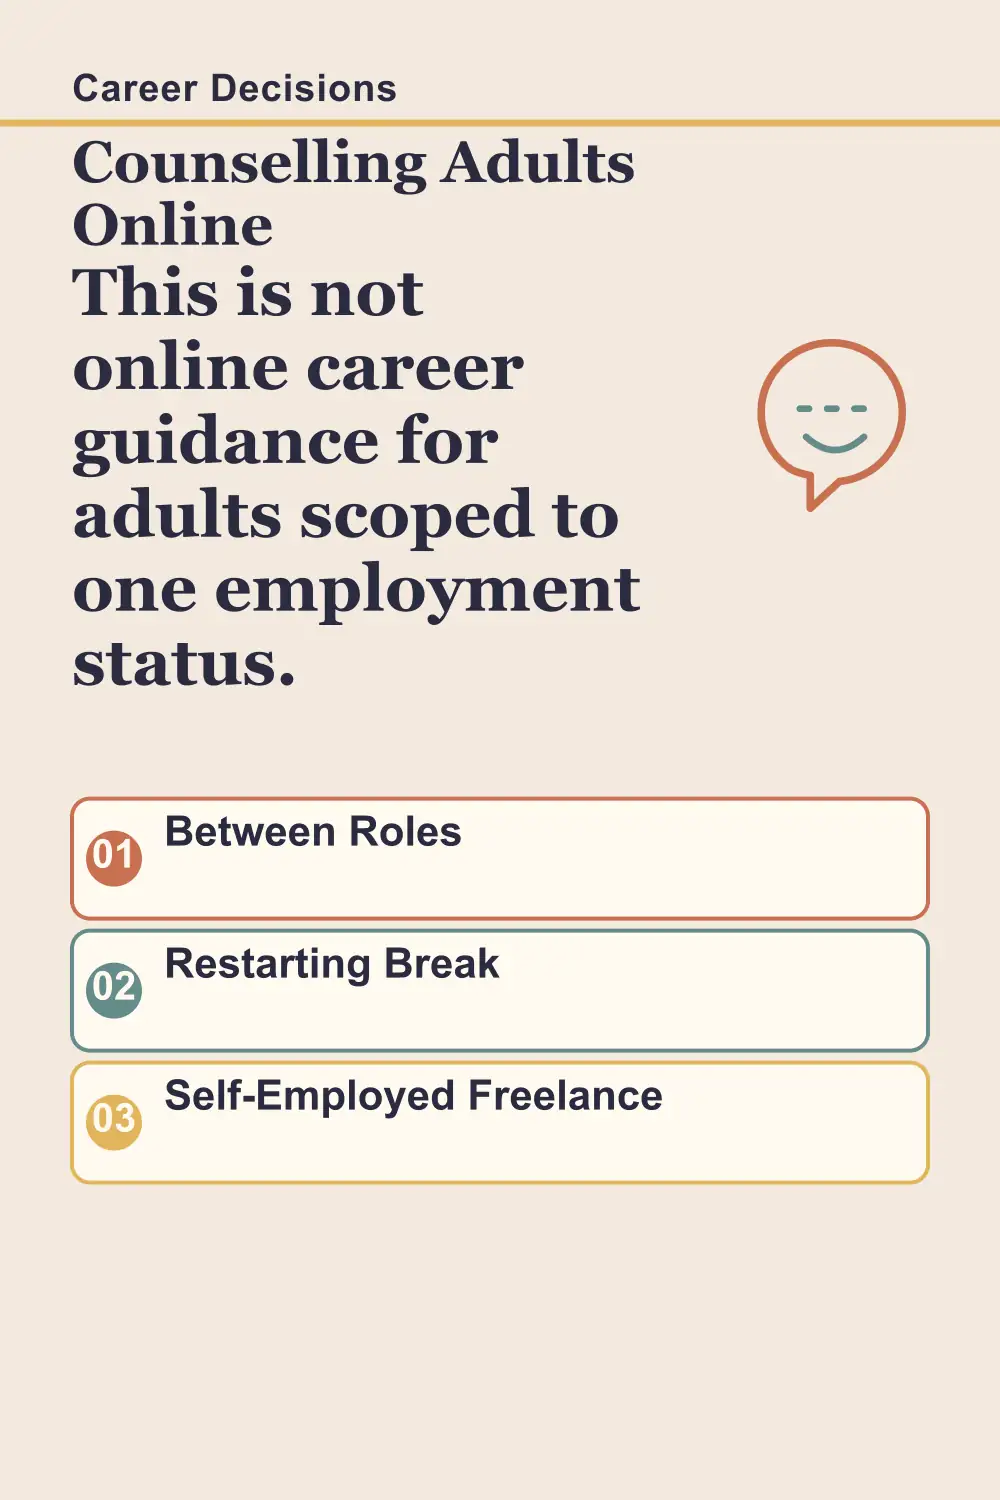 Career Decisions
Counselling Adults
Online
This is not
online career
guidance for
adults scoped to
one employment
status.
01 Between Roles
02 Restarting Break
03 Self-Employed Freelance